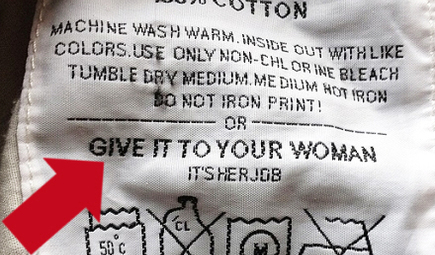 100% COTTON
MACHINE WASH WARM.INSIDE OUT WITH LIKE
COLORS.USE ONLY NON-CHLORINE BLEACH
TUMBLE DRY MEDIUM.MEDIUM HOT IRON
DO NOT IRON PRINT!
OR
GIVE IT TO YOUR WOMAN
IT'S HER JOB
CL
50°C
M